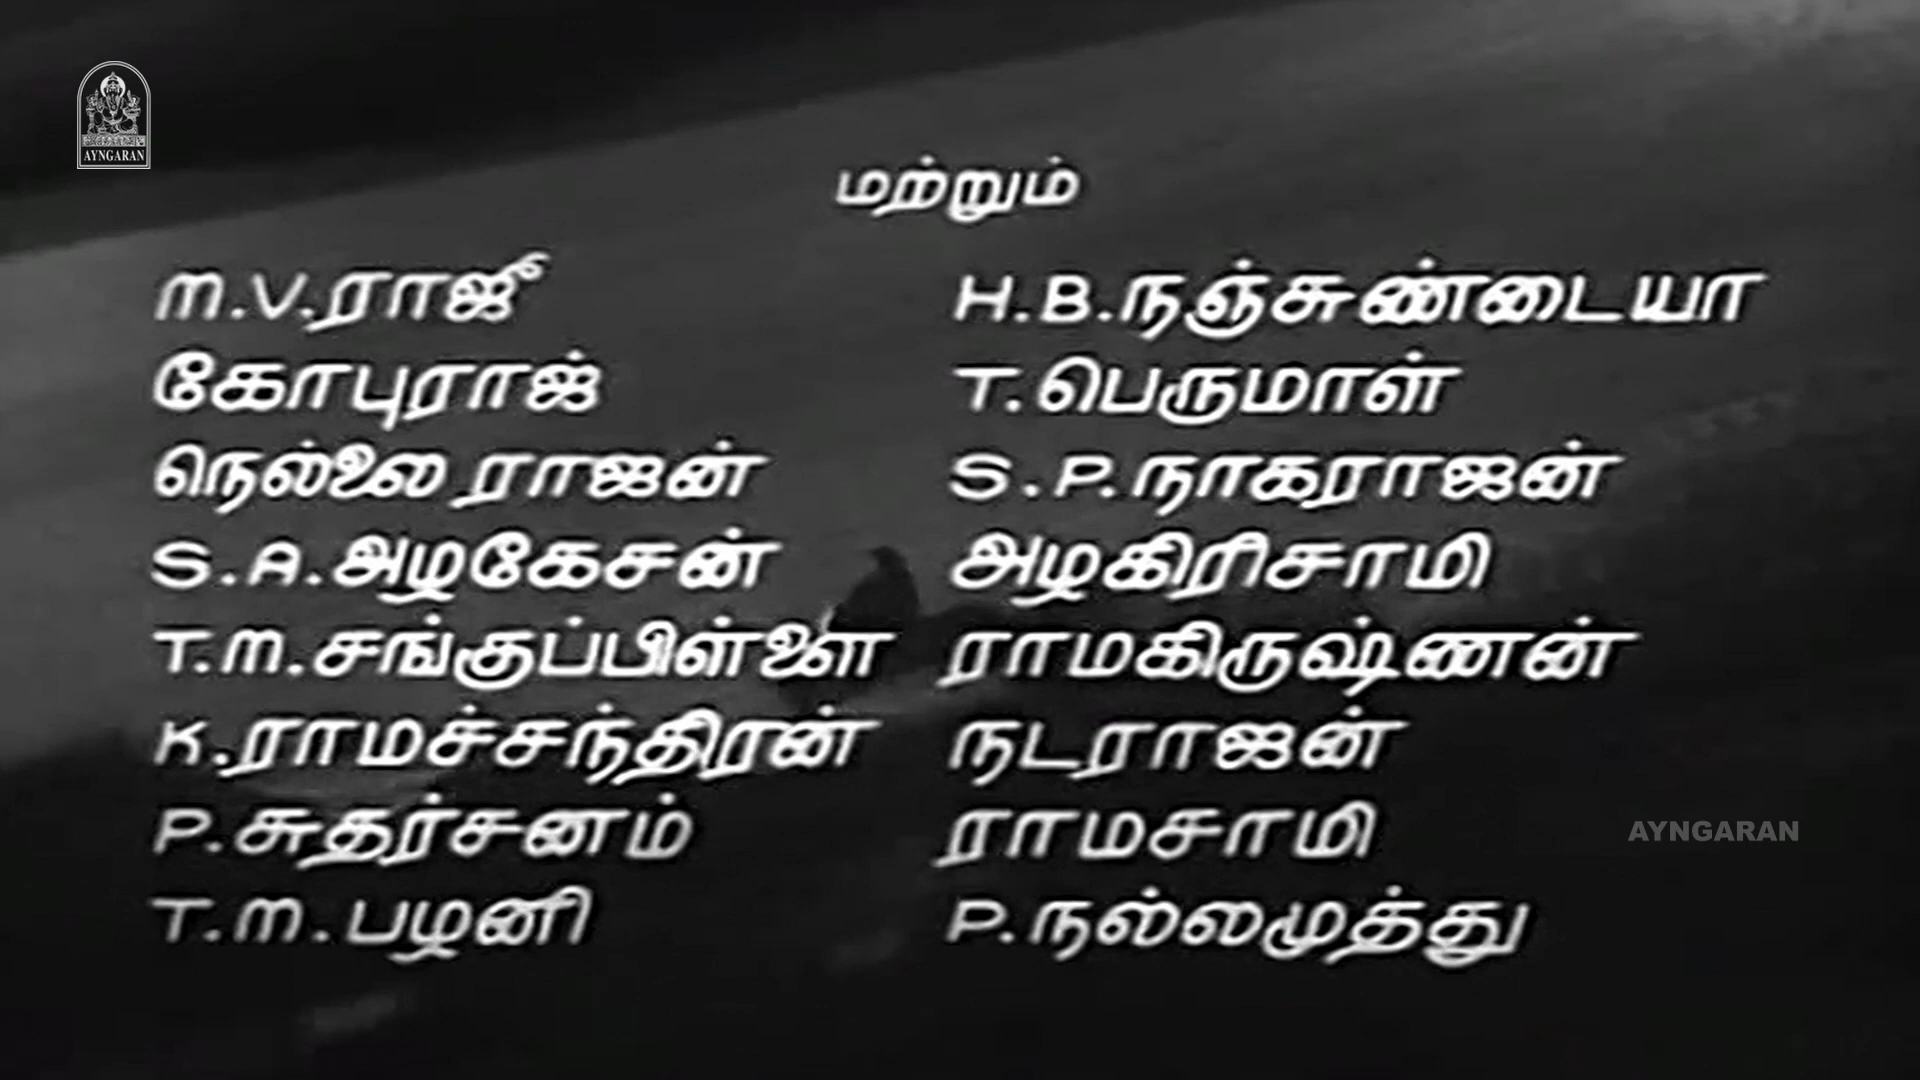 AYNGARAN
மற்றும்
M.V.ராஜீ
H.B.நஞ்சுண்டையா
கோபுராஜ்
T.பெருமாள்
நெல்லை ராஜன்
S.P.நாகராஜன்
S.A.அழகேசன்
அழகிரிசாமி
T.M.சங்குப்பிள்ளை
ராமகிருஷ்ணன்
K.ராமச்சந்திரன்
நடராஜன்
P.சுதர்சனம்
ராமசாமி
AYNGARAN
T.M.பழனி
P.நல்லமுத்து